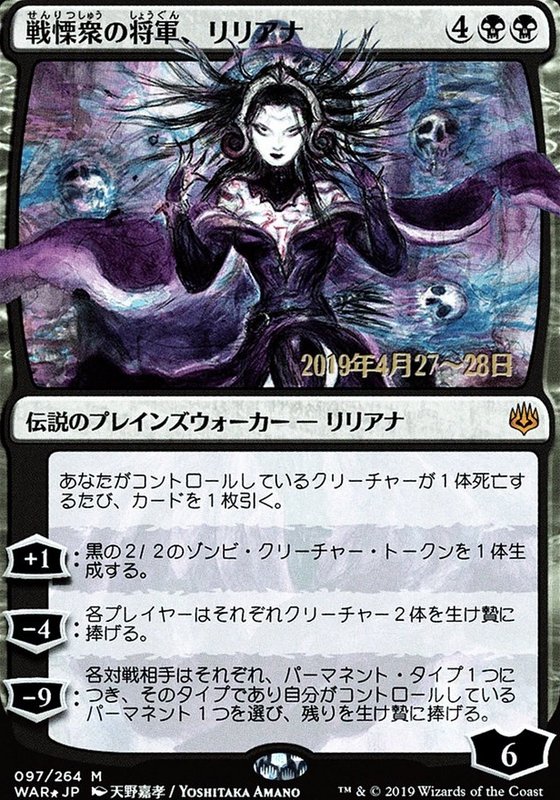 戦慄衆の将軍、リリアナ 4
せんりつしゅう しょうぐん
2019年4月27～28日
伝説のプレインズウォーカー — リリアナ
あなたがコントロールしているクリーチャーが1体死亡す
るたび、カードを1枚引く。
+1 : 黒の2/2のゾンビ・クリーチャー・トークンを1体生
成する。
-4 : 各プレイヤーはそれぞれクリーチャー2体を生け贄に
捧げる。
-9 : 各対戦相手はそれぞれ、パーマネント・タイプ1つに
つき、そのタイプであり自分がコントロールしている
パーマネント1つを選び、残りを生け贄に捧げる。
6
097/264 M
WAR★JP 天野嘉孝 / Yoshitaka Amano
™ & © 2019 Wizards of the Coast